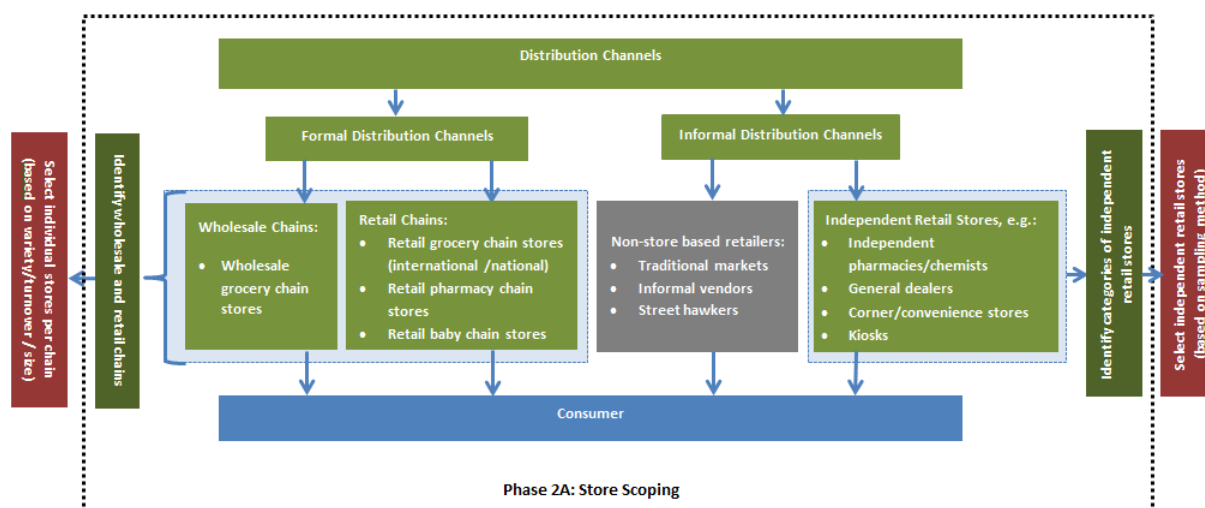 Distribution Channels
Formal Distribution Channels
Informal Distribution Channels
Select individual stores per chain
(based on variety/turnover / size)
Identify wholesale and retail chains
Wholesale Chains:
• Wholesale
grocery chain
stores
Retail Chains:
• Retail grocery chain stores
(international /national)
• Retail pharmacy chain
stores
• Retail baby chain stores
Non-store based retailers:
• Traditional markets
• Informal vendors
• Street hawkers
Independent Retail Stores, e.g.:
• Independent
pharmacies/chemists
• General dealers
• Corner/convenience stores
• Kiosks
Identify categories of independent
retail stores
Select independent retail stores
(based on sampling method)
Consumer
Phase 2A: Store Scoping